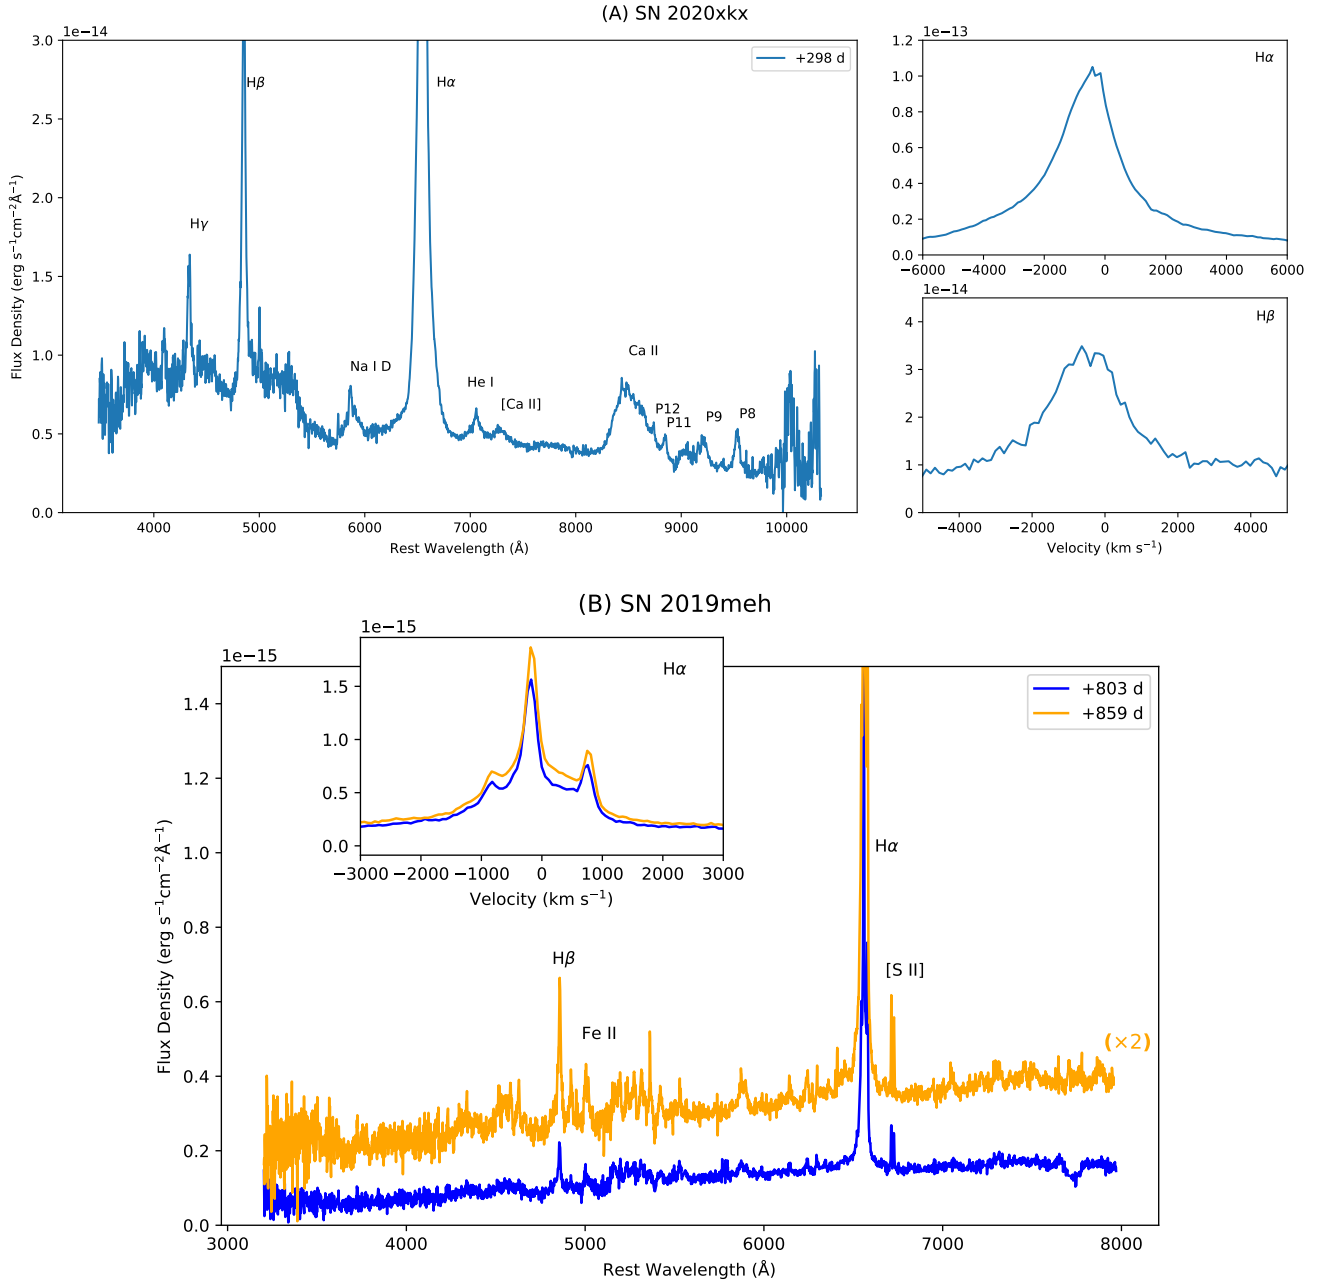 (A) SN 2020xkx
1e−14
3.0
2.5
2.0
1.5
1.0
0.5
0.0
Flux Density (erg s⁻¹cm⁻²Å⁻¹)
+298 d
Hβ
Hα
Hγ
Na I D
He I
[Ca II]
Ca II
P12
P11
P9
P8
4000 5000 6000 7000 8000 9000 10000
Rest Wavelength (Å)
1e−13
1.2
1.0
0.8
0.6
0.4
0.2
0.0
Hα
−6000 −4000 −2000 0 2000 4000 6000
1e−14
4
3
2
1
0
Hβ
−4000 −2000 0 2000 4000
Velocity (km s⁻¹)
(B) SN 2019meh
1e−15
1.5
1.0
0.5
0.0
Hα
−3000 −2000 −1000 0 1000 2000 3000
Velocity (km s⁻¹)
1e−15
1.4
1.2
1.0
0.8
0.6
0.4
0.2
0.0
Flux Density (erg s⁻¹cm⁻²Å⁻¹)
+803 d
+859 d
Hα
Hβ
[S II]
Fe II
(×2)
3000 4000 5000 6000 7000 8000
Rest Wavelength (Å)